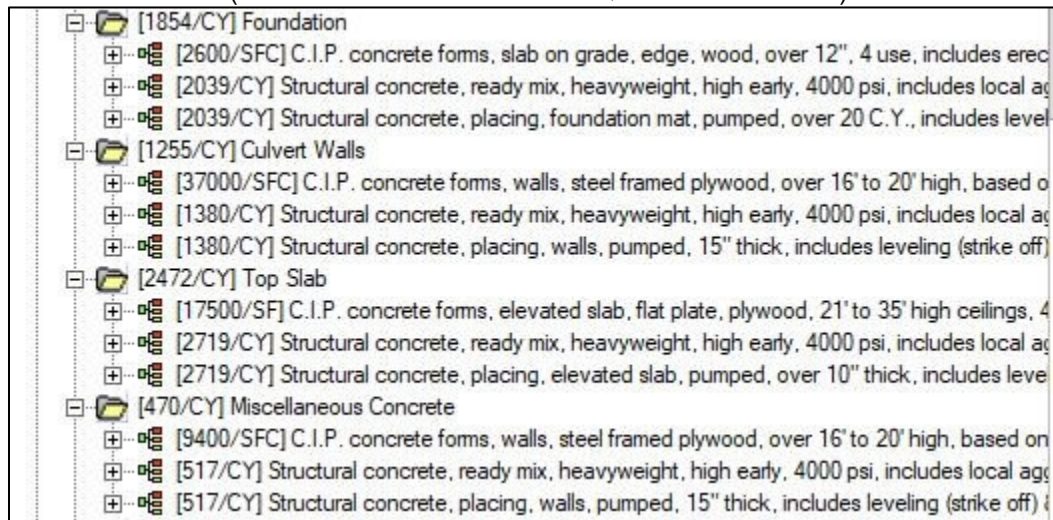 [1854/CY] Foundation
[2600/SFC] C.I.P. concrete forms, slab on grade, edge, wood, over 12", 4 use, includes erec
[2039/CY] Structural concrete, ready mix, heavyweight, high early, 4000 psi, includes local ag
[2039/CY] Structural concrete, placing, foundation mat, pumped, over 20 C.Y., includes level
[1255/CY] Culvert Walls
[37000/SFC] C.I.P. concrete forms, walls, steel framed plywood, over 16' to 20' high, based o
[1380/CY] Structural concrete, ready mix, heavyweight, high early, 4000 psi, includes local ag
[1380/CY] Structural concrete, placing, walls, pumped, 15" thick, includes leveling (strike off)
[2472/CY] Top Slab
[17500/SF] C.I.P. concrete forms, elevated slab, flat plate, plywood, 21' to 35' high ceilings, 4
[2719/CY] Structural concrete, ready mix, heavyweight, high early, 4000 psi, includes local ag
[2719/CY] Structural concrete, placing, elevated slab, pumped, over 10" thick, includes leve
[470/CY] Miscellaneous Concrete
[9400/SFC] C.I.P. concrete forms, walls, steel framed plywood, over 16' to 20' high, based on
[517/CY] Structural concrete, ready mix, heavyweight, high early, 4000 psi, includes local agg
[517/CY] Structural concrete, placing, walls, pumped, 15" thick, includes leveling (strike off)